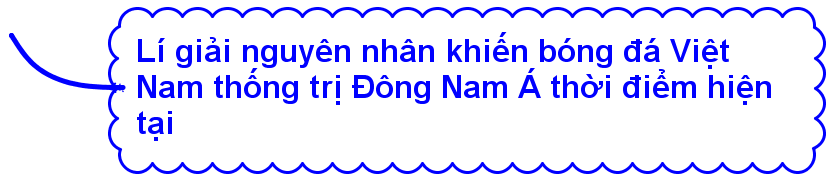 Lí giải nguyên nhân khiến bóng đá Việt
Nam thống trị Đông Nam Á thời điểm hiện
tại